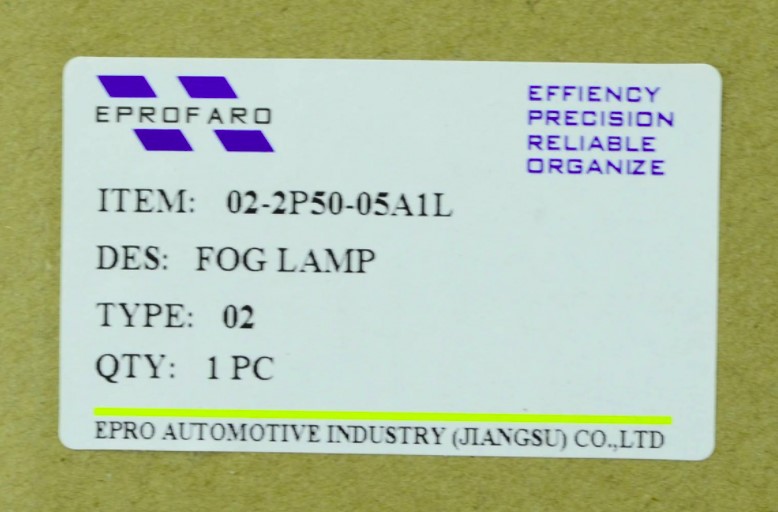 EPROFARO
EFFIENCY
PRECISION
RELIABLE
ORGANIZE
ITEM: 02-2P50-05A1L
DES: FOG LAMP
TYPE: 02
QTY: 1 PC
EPRO AUTOMOTIVE INDUSTRY (JIANGSU) CO.,LTD